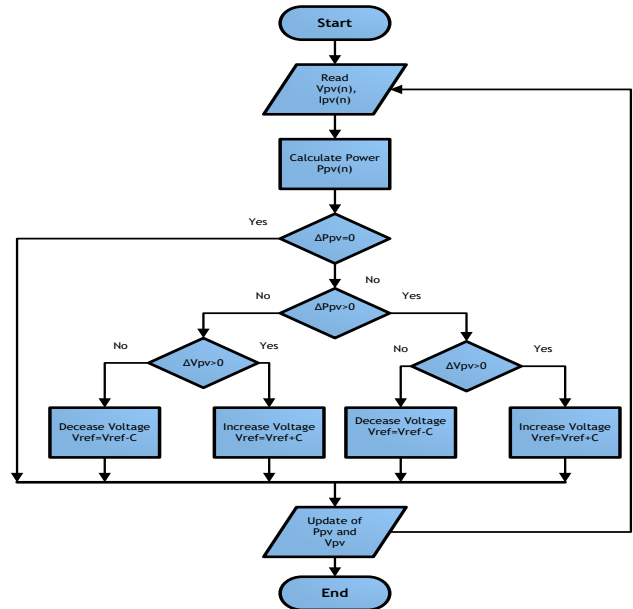 Start
Read
Vpv(n),
Ipv(n)
Calculate Power
Ppv(n)
Yes
ΔPpv=0
No
No
ΔPpv>0
Yes
No
ΔVpv>0
Yes
No
ΔVpv>0
Yes
Decease Voltage
Vref=Vref-C
Increase Voltage
Vref=Vref+C
Decease Voltage
Vref=Vref-C
Increase Voltage
Vref=Vref+C
Update of
Ppv and
Vpv
End